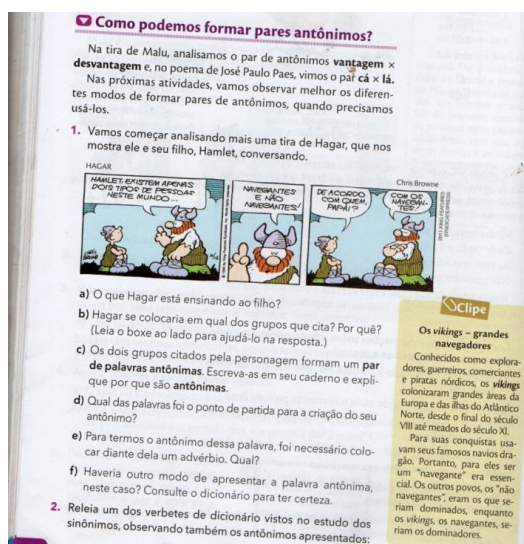 Como podemos formar pares antônimos?
Na tira de Malu, analisamos o par de antônimos vantagem ×
desvantagem e, no poema de José Paulo Paes, vimos o par cá × lá.
Nas próximas atividades, vamos observar melhor os diferen-
tes modos de formar pares de antônimos, quando precisamos
usá-los.
1. Vamos começar analisando mais uma tira de Hagar, que nos
mostra ele e seu filho, Hamlet, conversando.
HAGAR
Chris Browne
HAMLET, EXISTEM APENAS
DOIS TIPOS DE PESSOAS
NESTE MUNDO...
NAVEGANTES
E NÃO
NAVEGANTES!
DE ACORDO
COM QUEM,
PAPAI?
COM OS
NAVEGAN-
TES!
a) O que Hagar está ensinando ao filho?
b) Hagar se colocaria em qual dos grupos que cita? Por quê?
(Leia o boxe ao lado para ajudá-lo na resposta.)
c) Os dois grupos citados pela personagem formam um par
de palavras antônimas. Escreva-as em seu caderno e expli-
que por que são antônimas.
d) Qual das palavras foi o ponto de partida para a criação do seu
antônimo?
e) Para termos o antônimo dessa palavra, foi necessário colo-
car diante dela um advérbio. Qual?
f) Haveria outro modo de apresentar a palavra antônima,
neste caso? Consulte o dicionário para ter certeza.
2. Releia um dos verbetes de dicionário vistos no estudo dos
sinônimos, observando também os antônimos apresentados:
Clipe
Os vikings – grandes
navegadores
Conhecidos como explora-
dores, guerreiros, comerciantes
e piratas nórdicos, os vikings
colonizaram grandes áreas da
Europa e das ilhas do Atlântico
Norte, desde o final do século
VIII até meados do século XI.
Para suas conquistas usa-
vam seus famosos navios dra-
gão. Portanto, para eles ser
um "navegante" era essen-
cial. Os outros povos, os "não
navegantes", eram os que se-
riam dominados, enquanto
os vikings, os navegantes, se-
riam os dominadores.